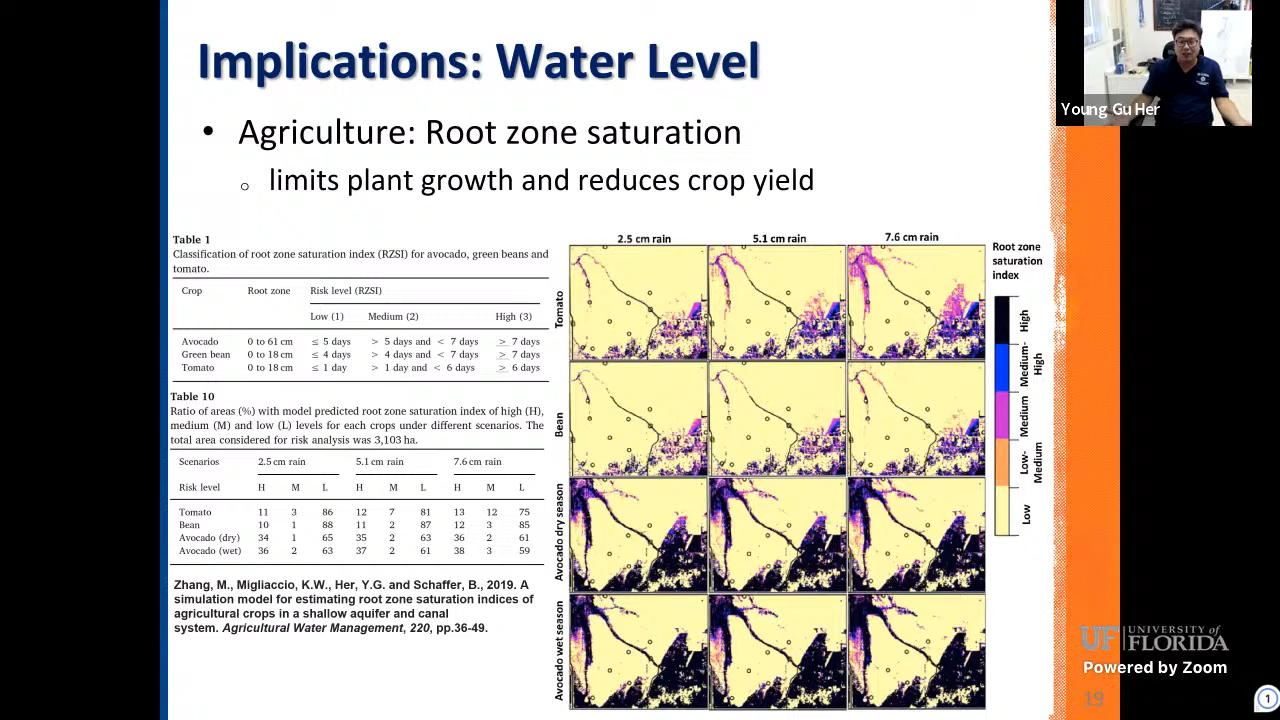 Implications: Water Level
• Agriculture: Root zone saturation
○ limits plant growth and reduces crop yield
Young Gu Her
Table 1
Classification of root zone saturation index (RZSI) for avocado, green beans and
tomato.
Crop Root zone Risk level (RZSI)
Low (1) Medium (2) High (3)
Avocado 0 to 61 cm ≤ 5 days > 5 days and < 7 days ≥ 7 days
Green bean 0 to 18 cm ≤ 4 days > 4 days and < 7 days ≥ 7 days
Tomato 0 to 18 cm ≤ 1 day > 1 day and < 6 days ≥ 6 days
Table 10
Ratio of areas (%) with model predicted root zone saturation index of high (H),
medium (M) and low (L) levels for each crops under different scenarios. The
total area considered for risk analysis was 3,103 ha.
Scenarios 2.5 cm rain 5.1 cm rain 7.6 cm rain
Risk level H M L H M L H M L
Tomato 11 3 86 12 7 81 13 12 75
Bean 10 1 88 11 2 87 12 3 85
Avocado (dry) 34 1 65 35 2 63 36 2 61
Avocado (wet) 36 2 63 37 2 61 38 3 59
Zhang, M., Migliaccio, K.W., Her, Y.G. and Schaffer, B., 2019. A
simulation model for estimating root zone saturation indices of
agricultural crops in a shallow aquifer and canal
system. Agricultural Water Management, 220, pp.36-49.
2.5 cm rain 5.1 cm rain 7.6 cm rain
Tomato
Bean
Avocado dry season
Avocado wet season
Root zone
saturation
index
High
Medium-
High
Medium
Low-
Medium
Low
UF UNIVERSITY of
FLORIDA
Powered by Zoom
19
1